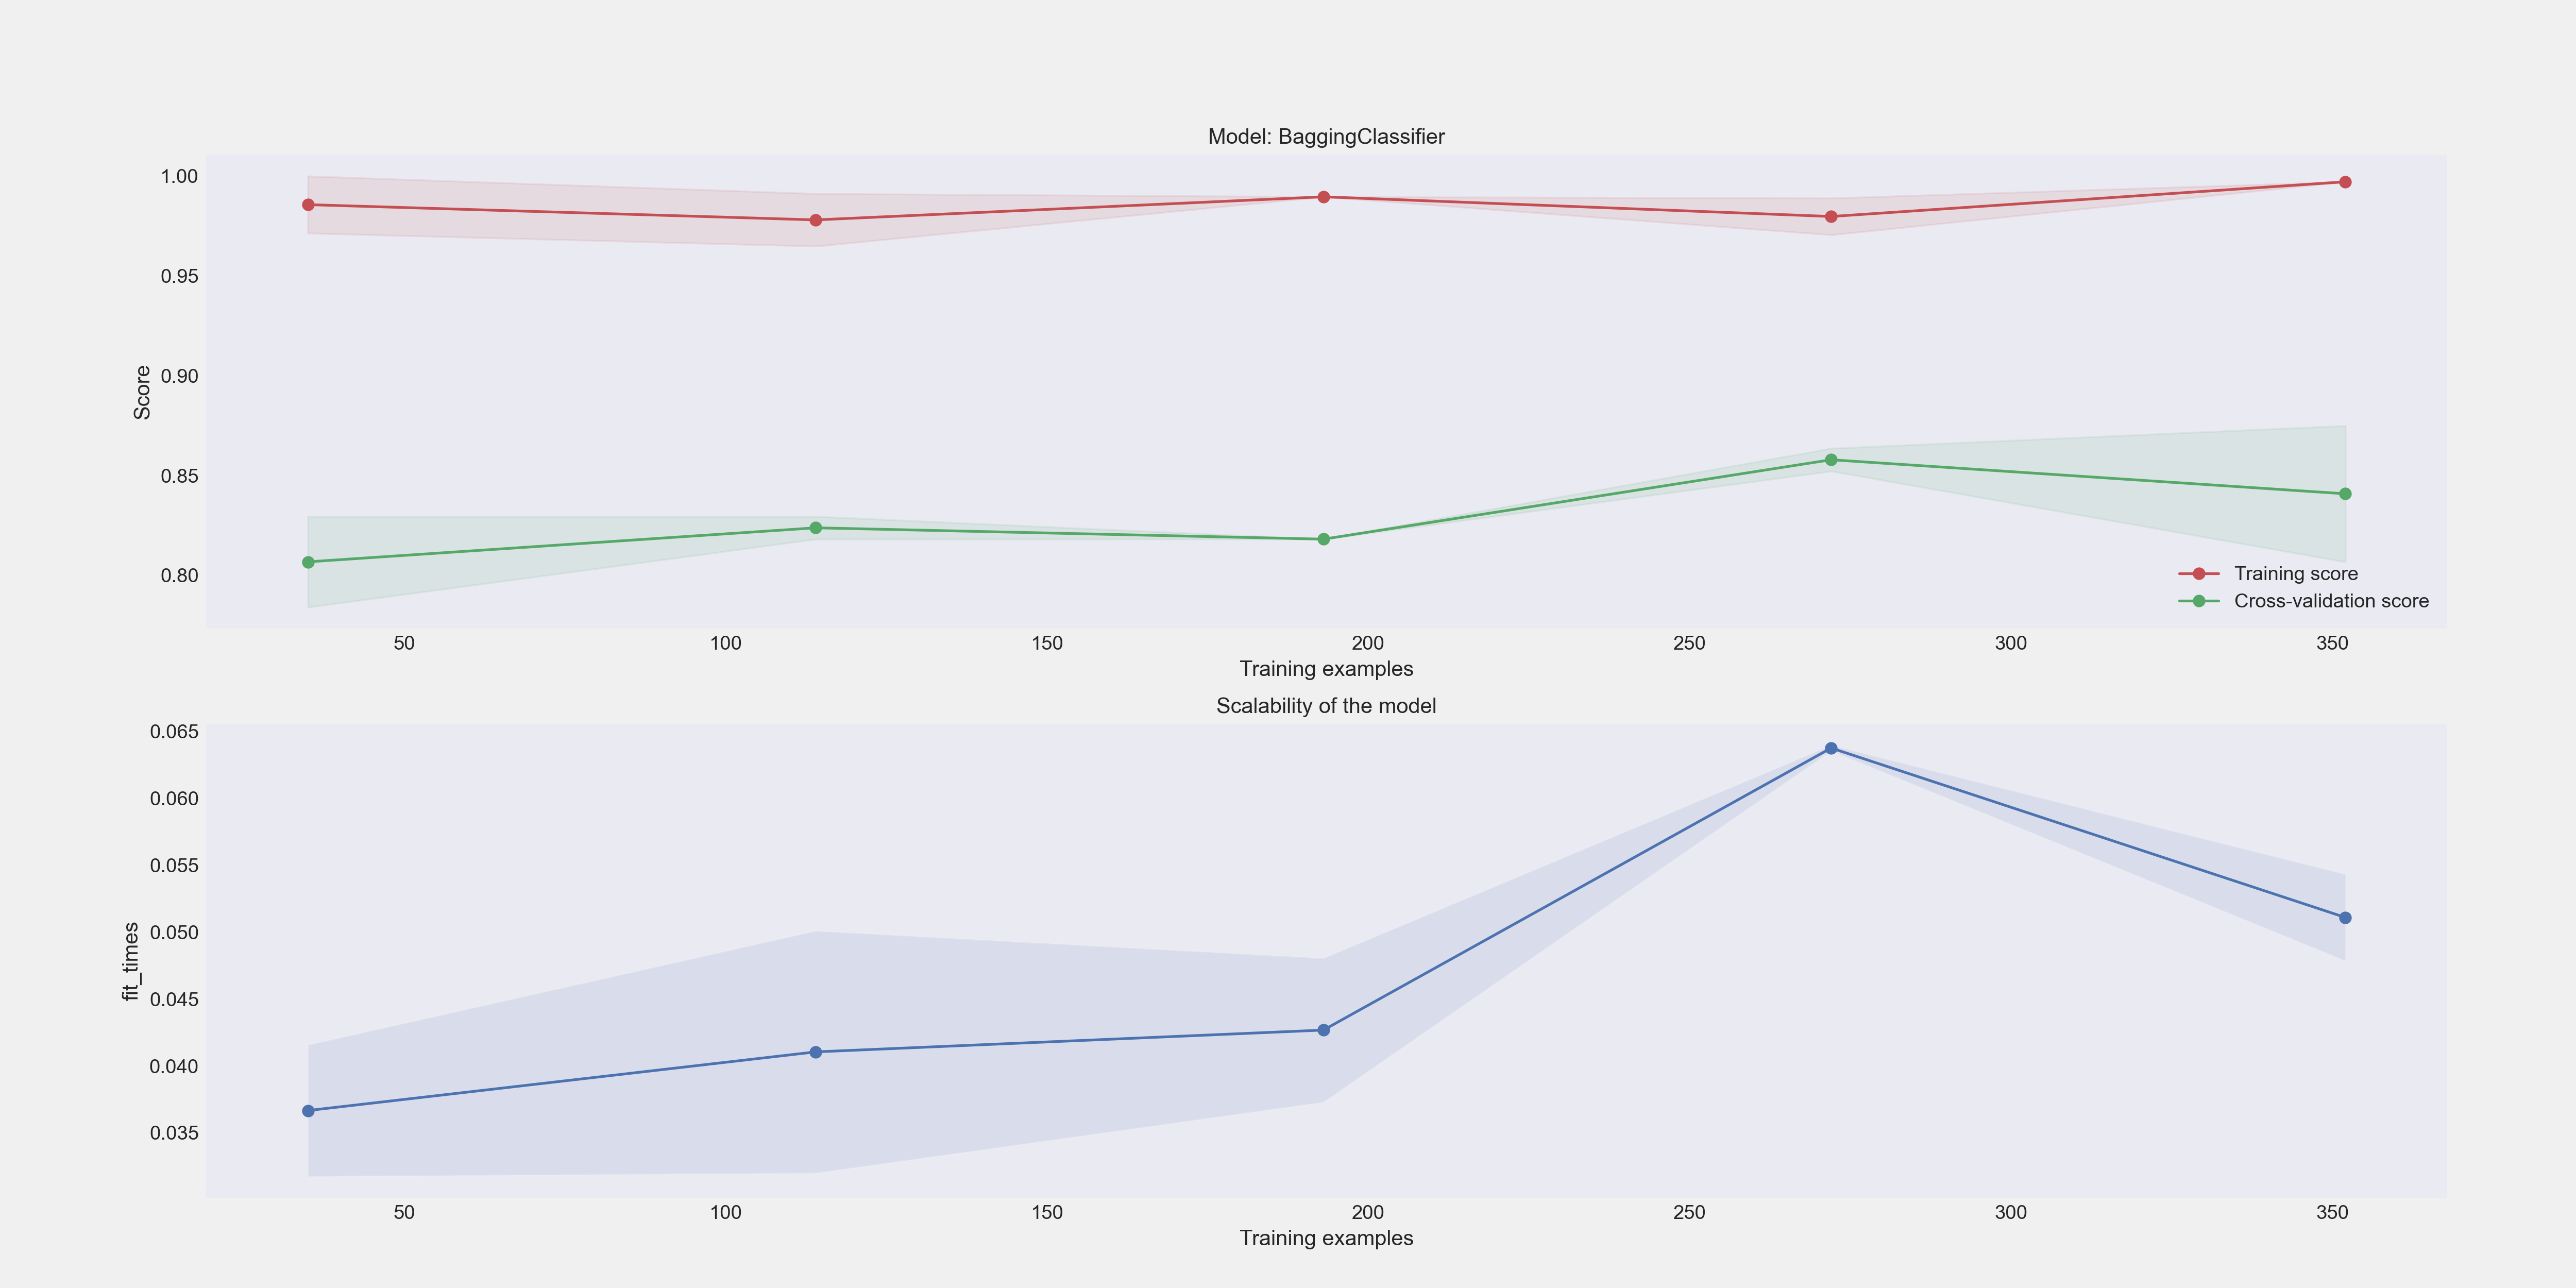 Model: BaggingClassifier
1.00
0.95
0.90
0.85
0.80
Score
Training score
Cross-validation score
50 100 150 200 250 300 350
Training examples
Scalability of the model
0.065
0.060
0.055
0.050
0.045
0.040
0.035
fit_times
50 100 150 200 250 300 350
Training examples